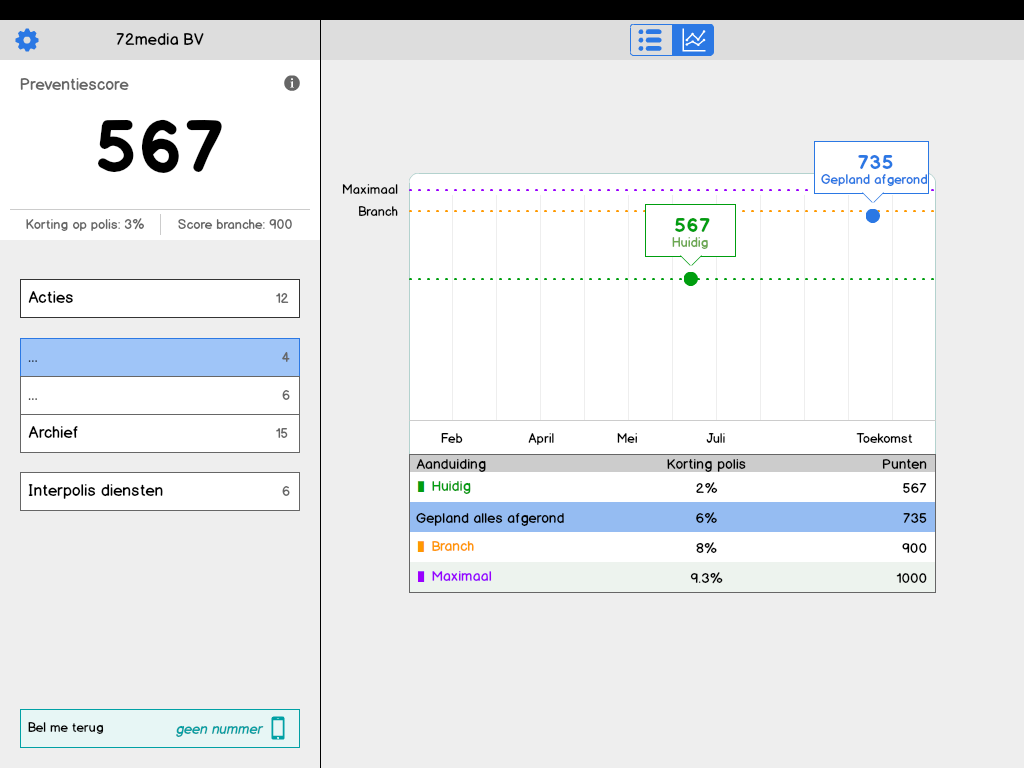 72media BV
Preventiescore
567
Korting op polis: 3% Score branche: 900
Acties 12
... 4
... 6
Archief 15
Interpolis diensten 6
Bel me terug geen nummer
735
Gepland afgerond
Maximaal
Branch
567
Huidig
Feb April Mei Juli Toekomst
Aanduiding Korting polis Punten
Huidig 2% 567
Gepland alles afgerond 6% 735
Branch 8% 900
Maximaal 9.3% 1000